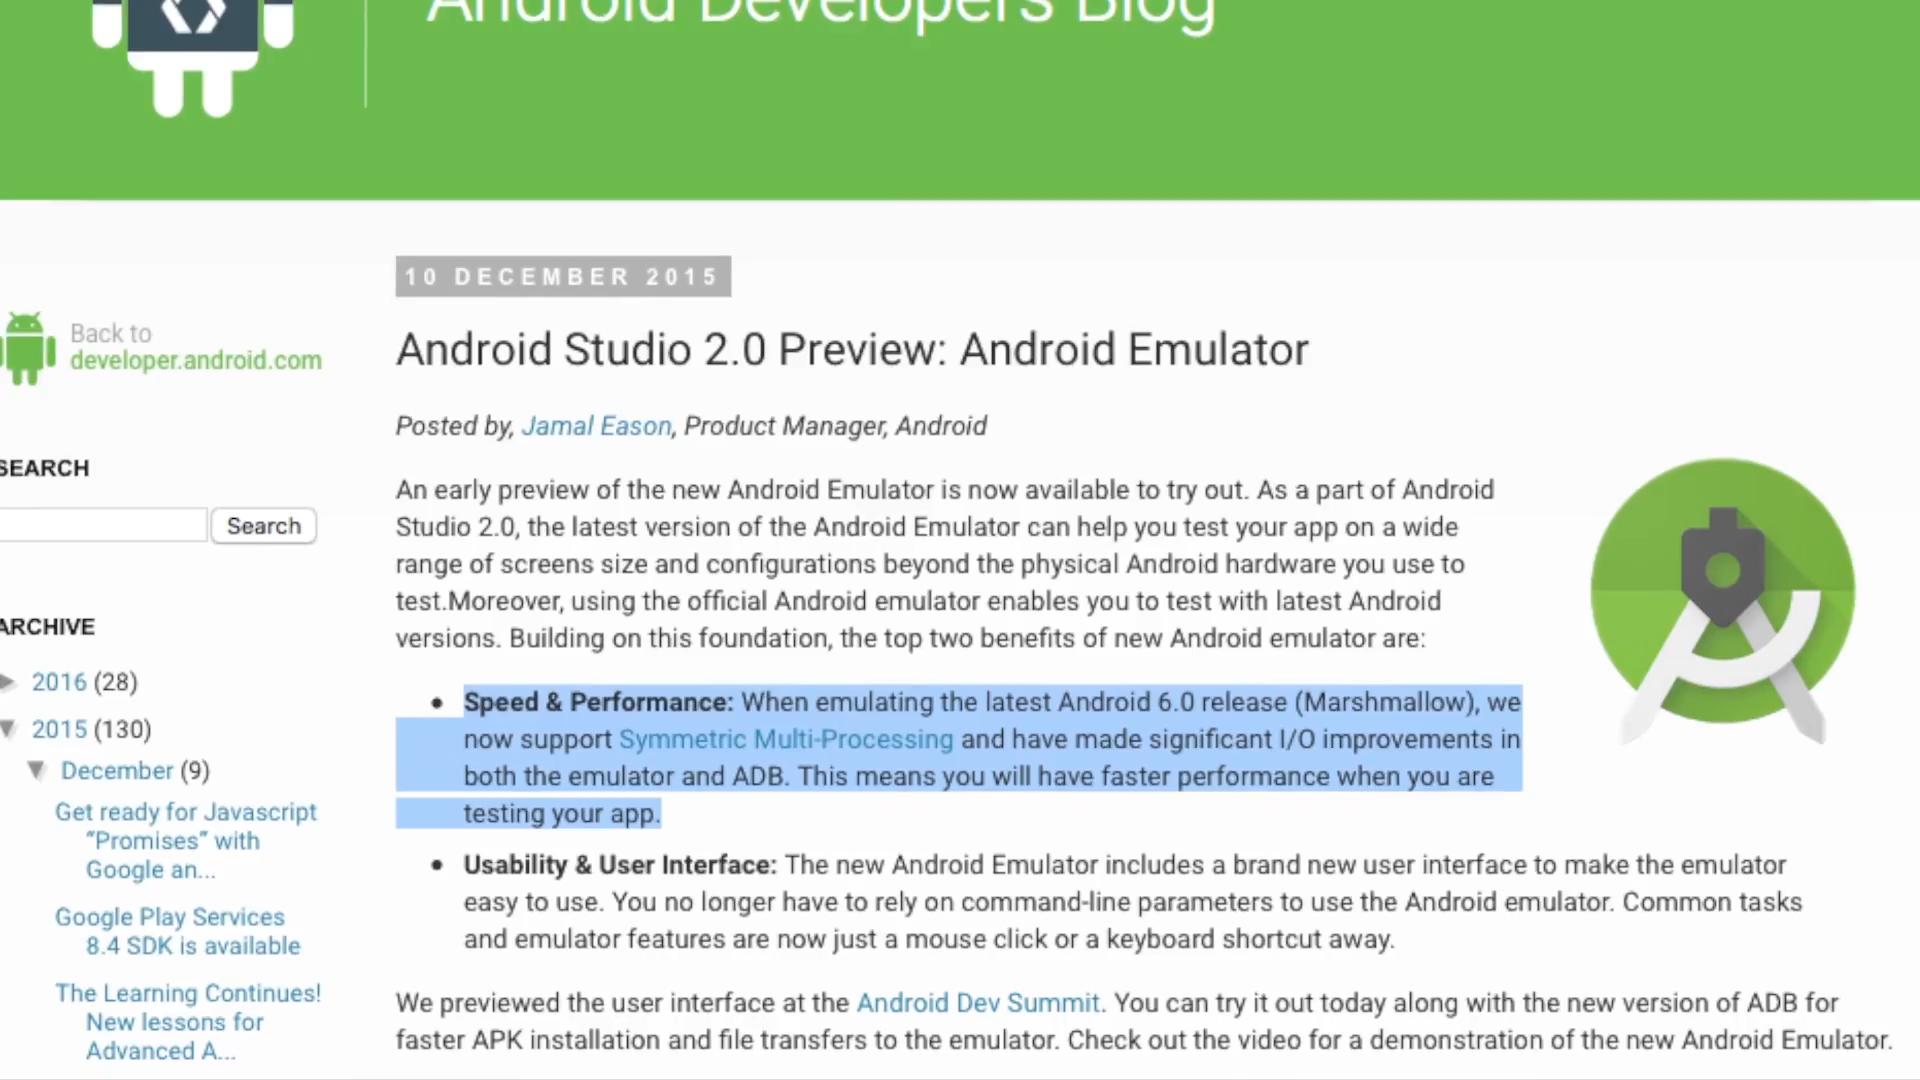 Android Developers Blog
10 DECEMBER 2015
Back to
developer.android.com
SEARCH
Search
ARCHIVE
2016 (28)
2015 (130)
December (9)
Get ready for Javascript
“Promises” with
Google an...
Google Play Services
8.4 SDK is available
The Learning Continues!
New lessons for
Advanced A...
Android Studio 2.0 Preview: Android Emulator
Posted by, Jamal Eason, Product Manager, Android
An early preview of the new Android Emulator is now available to try out. As a part of Android
Studio 2.0, the latest version of the Android Emulator can help you test your app on a wide
range of screens size and configurations beyond the physical Android hardware you use to
test.Moreover, using the official Android emulator enables you to test with latest Android
versions. Building on this foundation, the top two benefits of new Android emulator are:
• Speed & Performance: When emulating the latest Android 6.0 release (Marshmallow), we
now support Symmetric Multi-Processing and have made significant I/O improvements in
both the emulator and ADB. This means you will have faster performance when you are
testing your app.
• Usability & User Interface: The new Android Emulator includes a brand new user interface to make the emulator
easy to use. You no longer have to rely on command-line parameters to use the Android emulator. Common tasks
and emulator features are now just a mouse click or a keyboard shortcut away.
We previewed the user interface at the Android Dev Summit. You can try it out today along with the new version of ADB for
faster APK installation and file transfers to the emulator. Check out the video for a demonstration of the new Android Emulator.